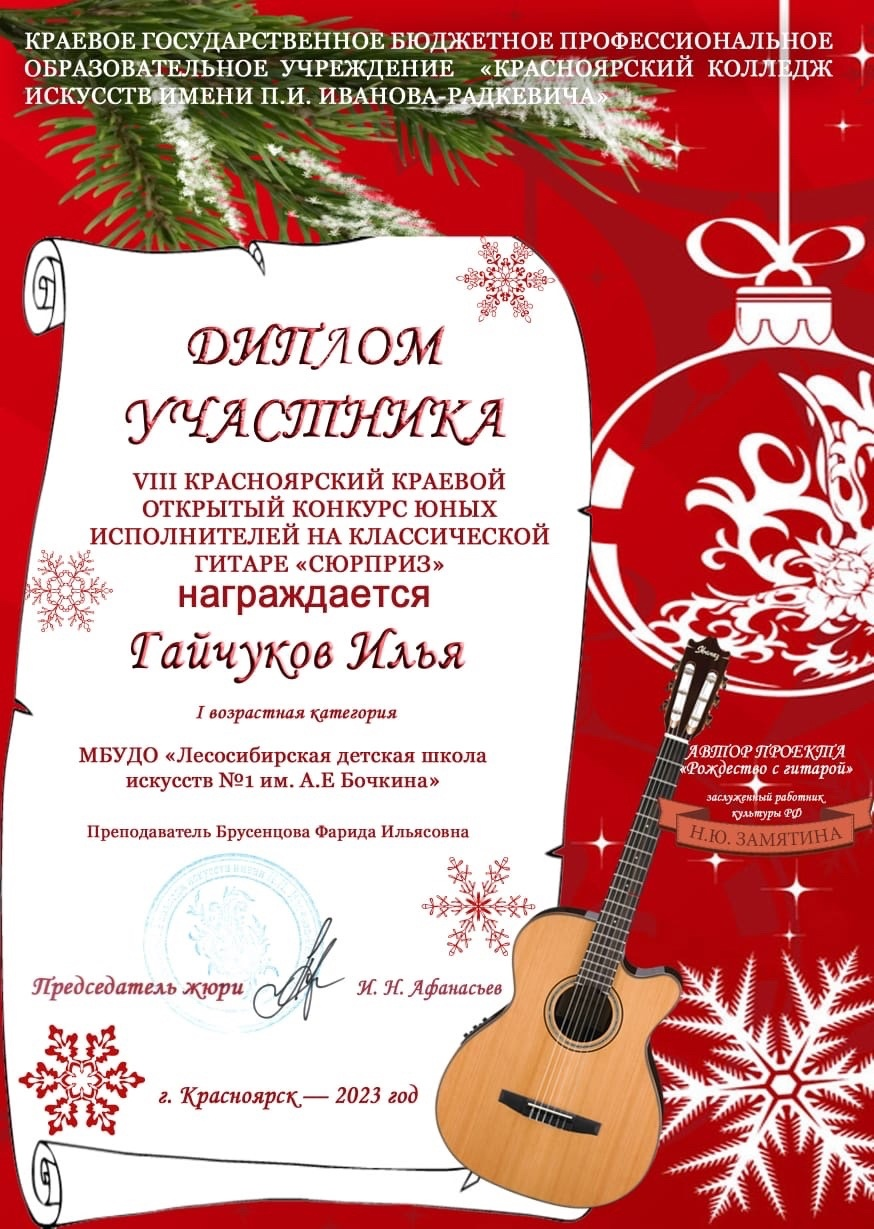 КРАЕВОЕ ГОСУДАРСТВЕННОЕ БЮДЖЕТНОЕ ПРОФЕССИОНАЛЬНОЕ
ОБРАЗОВАТЕЛЬНОЕ УЧРЕЖДЕНИЕ «КРАСНОЯРСКИЙ КОЛЛЕДЖ
ИСКУССТВ ИМЕНИ П.И. ИВАНОВА-РАДКЕВИЧА»
ДИПЛОМ
УЧАСТНИКА
VIII КРАСНОЯРСКИЙ КРАЕВОЙ
ОТКРЫТЫЙ КОНКУРС ЮНЫХ
ИСПОЛНИТЕЛЕЙ НА КЛАССИЧЕСКОЙ
ГИТАРЕ «СЮРПРИЗ»
награждается
Гайчуков Илья
I возрастная категория
МБУДО «Лесосибирская детская школа
искусств №1 им. А.Е Бочкина»
Преподаватель Брусенцова Фарида Ильясовна
Председатель жюри И. Н. Афанасьев
г. Красноярск — 2023 год
Ibanez
АВТОР ПРОЕКТА
«Рождество с гитарой»
заслуженный работник
культуры РФ
Н.Ю. ЗАМЯТИНА